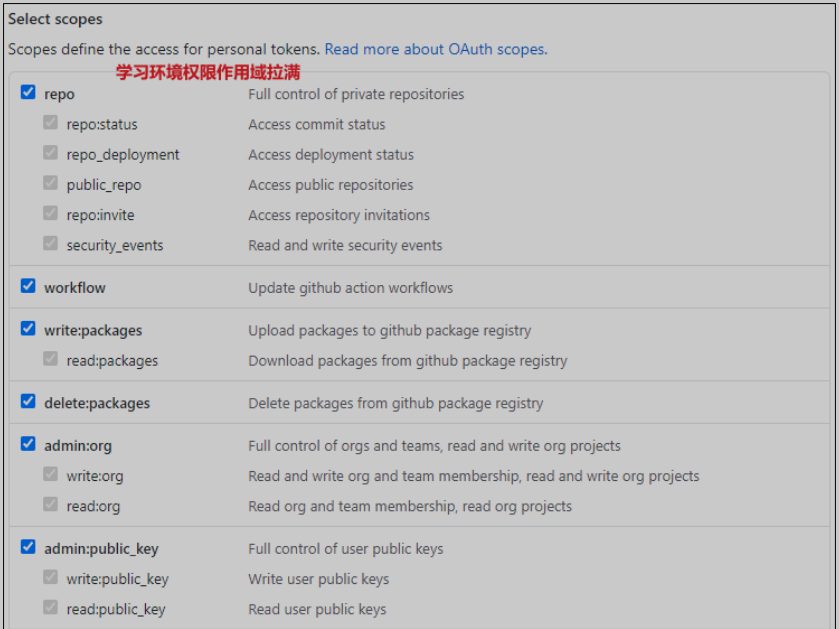 Select scopes
Scopes define the access for personal tokens. Read more about OAuth scopes.
学习环境权限作用域拉满
repo Full control of private repositories
repo:status Access commit status
repo_deployment Access deployment status
public_repo Access public repositories
repo:invite Access repository invitations
security_events Read and write security events
workflow Update github action workflows
write:packages Upload packages to github package registry
read:packages Download packages from github package registry
delete:packages Delete packages from github package registry
admin:org Full control of orgs and teams, read and write org projects
write:org Read and write org and team membership, read and write org projects
read:org Read org and team membership, read org projects
admin:public_key Full control of user public keys
write:public_key Write user public keys
read:public_key Read user public keys